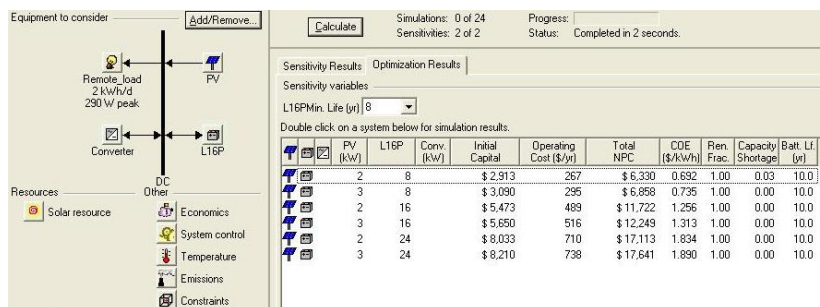 Equipment to consider
Add/Remove...
Remote_load
2 kWh/d
290 W peak
PV
Converter
L16P
DC
Resources
Other
Solar resource
Economics
System control
Temperature
Emissions
Constraints
Calculate
Simulations: 0 of 24
Sensitivities: 2 of 2
Progress:
Status: Completed in 2 seconds.
Sensitivity Results Optimization Results
Sensitivity variables
L16PMin. Life (yr) 8
Double click on a system below for simulation results.
PV (kW) L16P Conv. (kW) Initial Capital Operating Cost ($/yr) Total NPC COE ($/kWh) Ren. Frac. Capacity Shortage Batt. Lf. (yr)
2 8 $ 2,913 267 $ 6,330 0.692 1.00 0.03 10.0
3 8 $ 3,090 295 $ 6,858 0.735 1.00 0.00 10.0
2 16 $ 5,473 489 $ 11,722 1.256 1.00 0.00 10.0
3 16 $ 5,650 516 $ 12,249 1.313 1.00 0.00 10.0
2 24 $ 8,033 710 $ 17,113 1.834 1.00 0.00 10.0
3 24 $ 8,210 738 $ 17,641 1.890 1.00 0.00 10.0